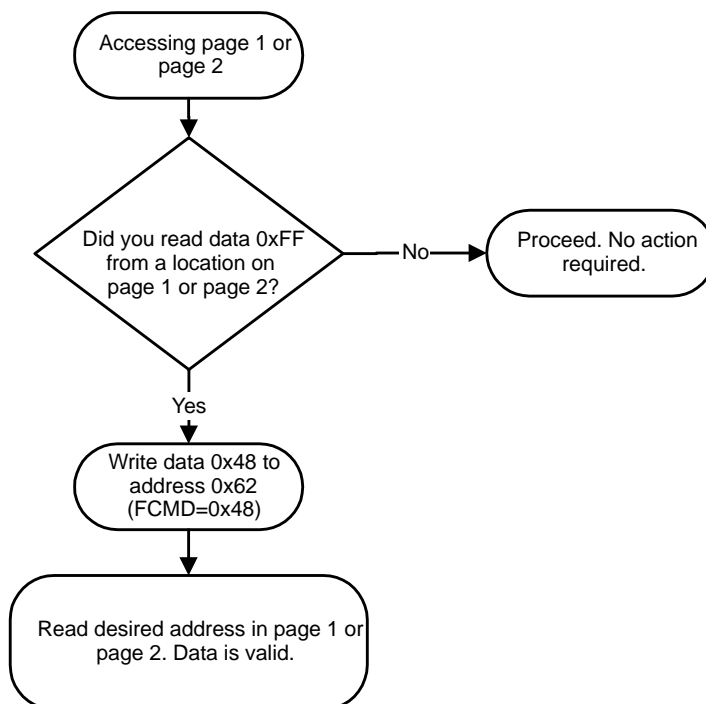 Accessing page 1 or
page 2
Did you read data 0xFF
from a location on
page 1 or page 2?
No
Proceed. No action
required.
Yes
Write data 0x48 to
address 0x62
(FCMD=0x48)
Read desired address in page 1 or
page 2. Data is valid.